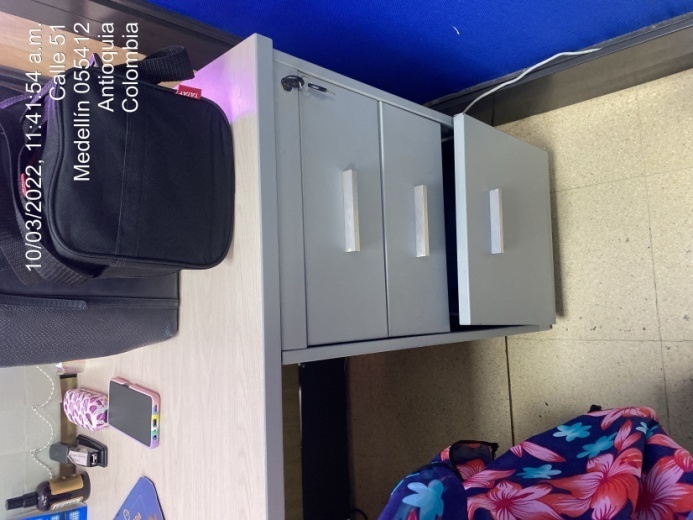 10/03/2022, 11:41:54 a.m.
Calle 51
Medellín 055412
Antioquia
Colombia